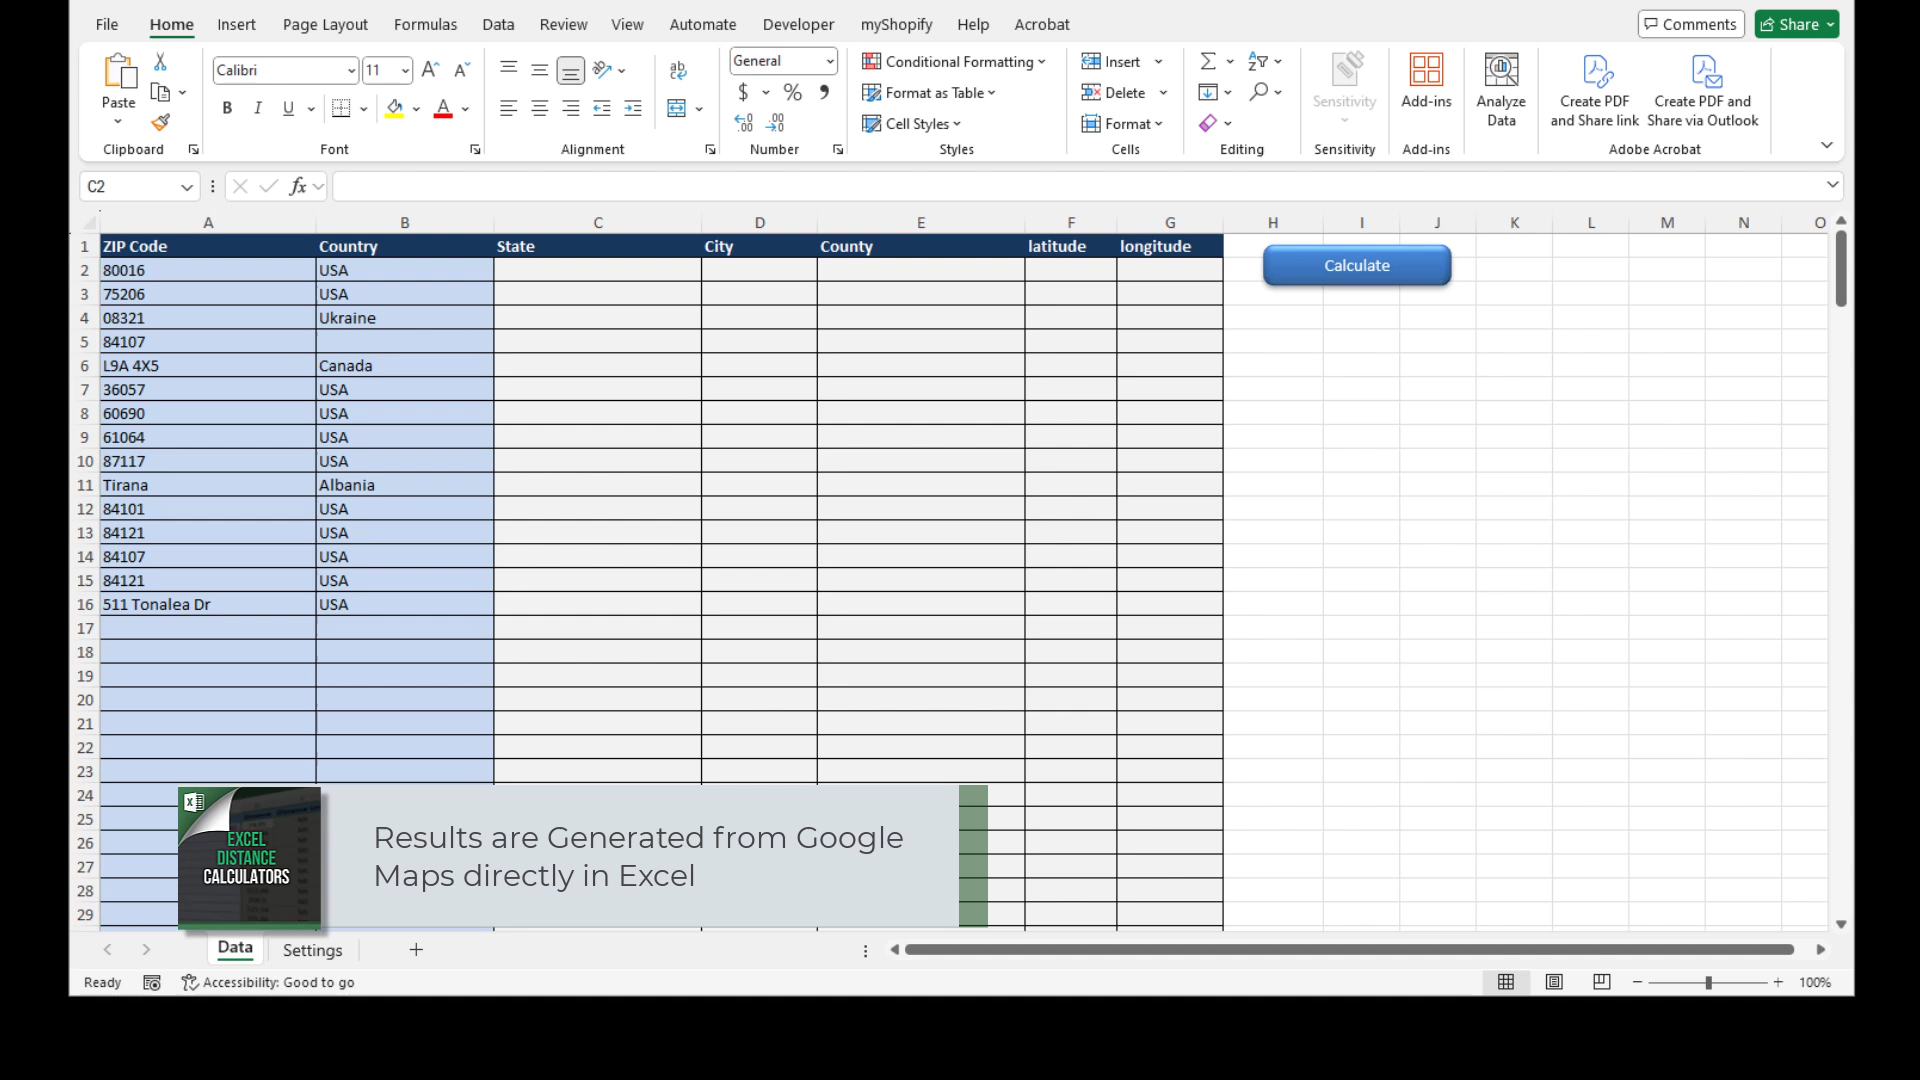 File Home Insert Page Layout Formulas Data Review View Automate Developer myShopify Help Acrobat Comments Share
Calibri 11 General Conditional Formatting Insert
Paste B I U A ab $ % Format as Table Delete Sensitivity Add-ins Analyze Data Create PDF and Share link Create PDF and Share via Outlook
Cell Styles Format
Clipboard Font Alignment Number Styles Cells Editing Sensitivity Add-ins Adobe Acrobat
C2 fx
A B C D E F G H I J K L M N O
1 ZIP Code Country State City County latitude longitude
Calculate
2 80016 USA
3 75206 USA
4 08321 Ukraine
5 84107
6 L9A 4X5 Canada
7 36057 USA
8 60690 USA
9 61064 USA
10 87117 USA
11 Tirana Albania
12 84101 USA
13 84121 USA
14 84107 USA
15 84121 USA
16 511 Tonalea Dr USA
17
18
19
20
21
22
23
24
25
26
27
28
29
EXCEL
DISTANCE
CALCULATORS
Results are Generated from Google
Maps directly in Excel
Data Settings
Ready Accessibility: Good to go 100%